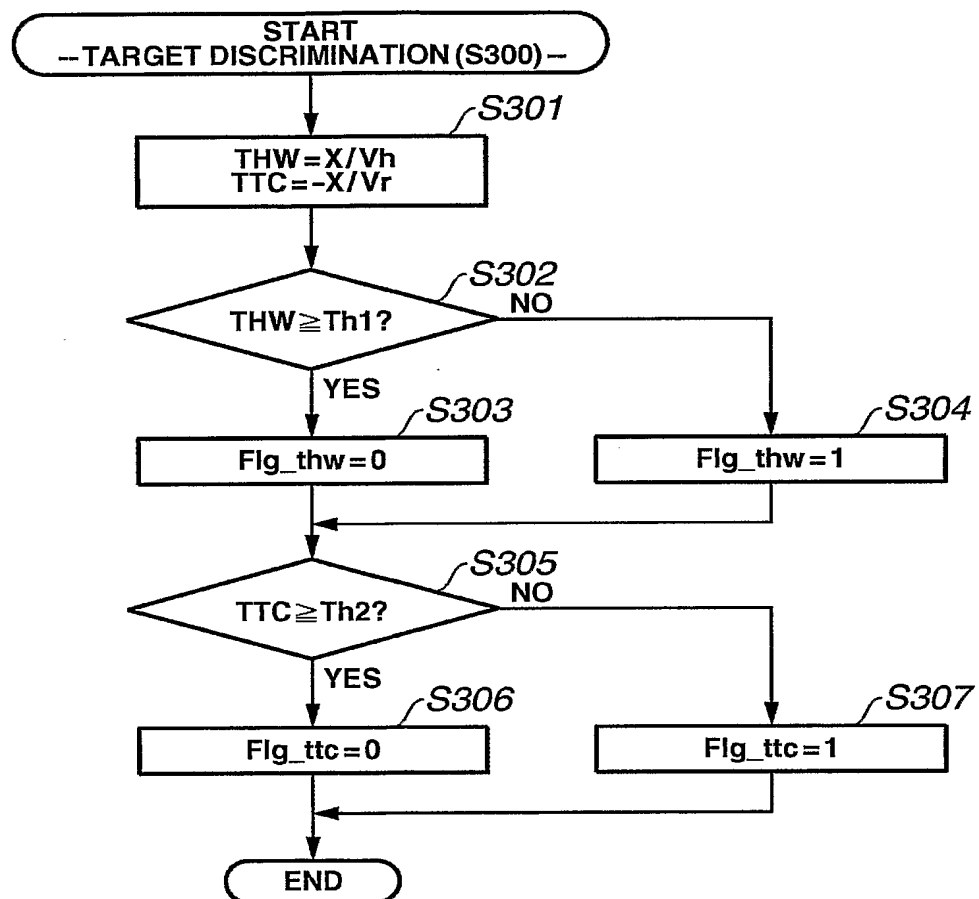 START
--TARGET DISCRIMINATION (S300)--
S301
THW=X/Vh
TTC=-X/Vr
S302
THW≧Th1?
NO
YES
S303
Flg_thw=0
S304
Flg_thw=1
S305
TTC≧Th2?
NO
YES
S306
Flg_ttc=0
S307
Flg_ttc=1
END